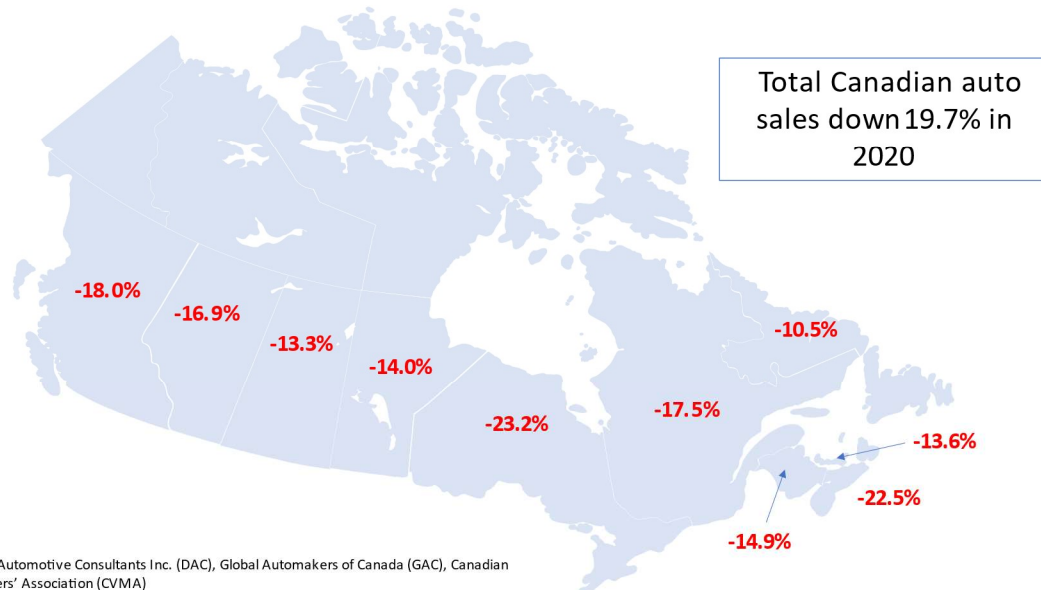 Total Canadian auto
sales down 19.7% in
2020
-18.0%
-16.9%
-13.3%
-14.0%
-23.2%
-17.5%
-10.5%
-13.6%
-22.5%
-14.9%
Automotive Consultants Inc. (DAC), Global Automakers of Canada (GAC), Canadian
ers’ Association (CVMA)